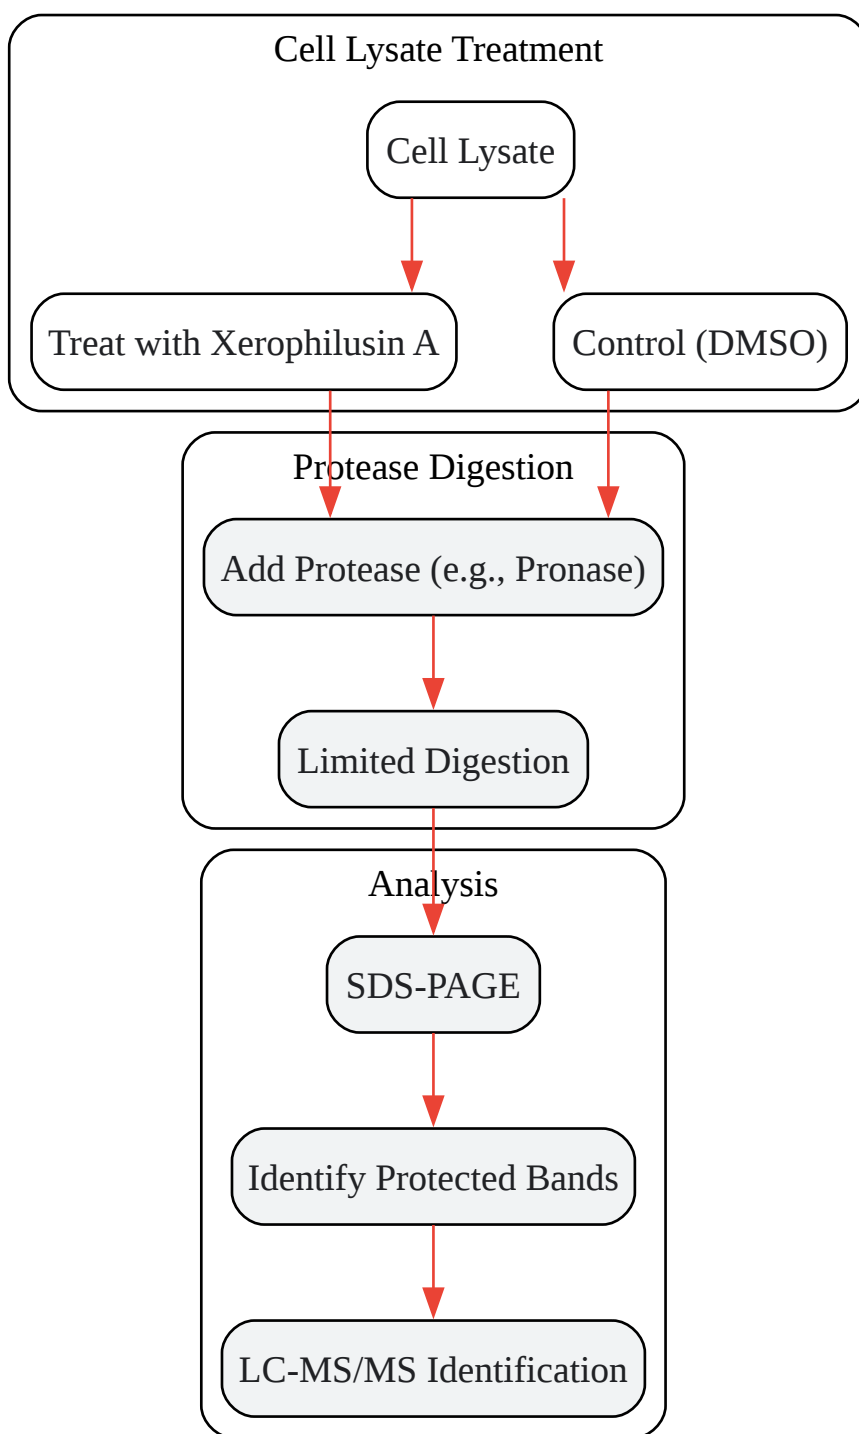 Cell Lysate Treatment
Cell Lysate
Treat with Xerophilusin A
Control (DMSO)
Protease Digestion
Add Protease (e.g., Pronase)
Limited Digestion
Analysis
SDS-PAGE
Identify Protected Bands
LC-MS/MS Identification